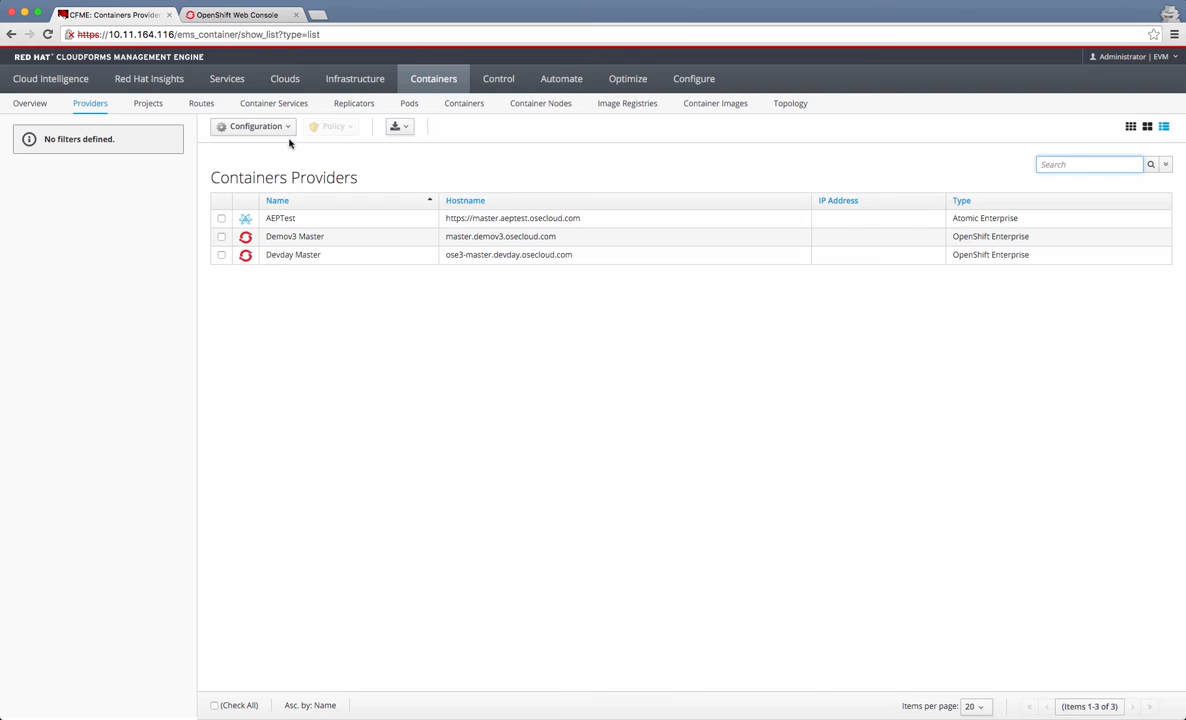 CFME: Containers Provider
OpenShift Web Console
https://10.11.164.116/ems_container/show_list?type=list
RED HAT® CLOUDFORMS MANAGEMENT ENGINE
Administrator | EVM
Cloud Intelligence Red Hat Insights Services Clouds Infrastructure Containers Control Automate Optimize Configure
Overview Providers Projects Routes Container Services Replicators Pods Containers Container Nodes Image Registries Container Images Topology
Configuration Policy
No filters defined.
Search
Containers Providers
Name Hostname IP Address Type
AEPTest https://master.aeptest.osecloud.com Atomic Enterprise
Demov3 Master master.demov3.osecloud.com OpenShift Enterprise
Devday Master ose3-master.devday.osecloud.com OpenShift Enterprise
(Check All) Asc. by: Name Items per page: 20 « ‹ (Items 1-3 of 3) › »